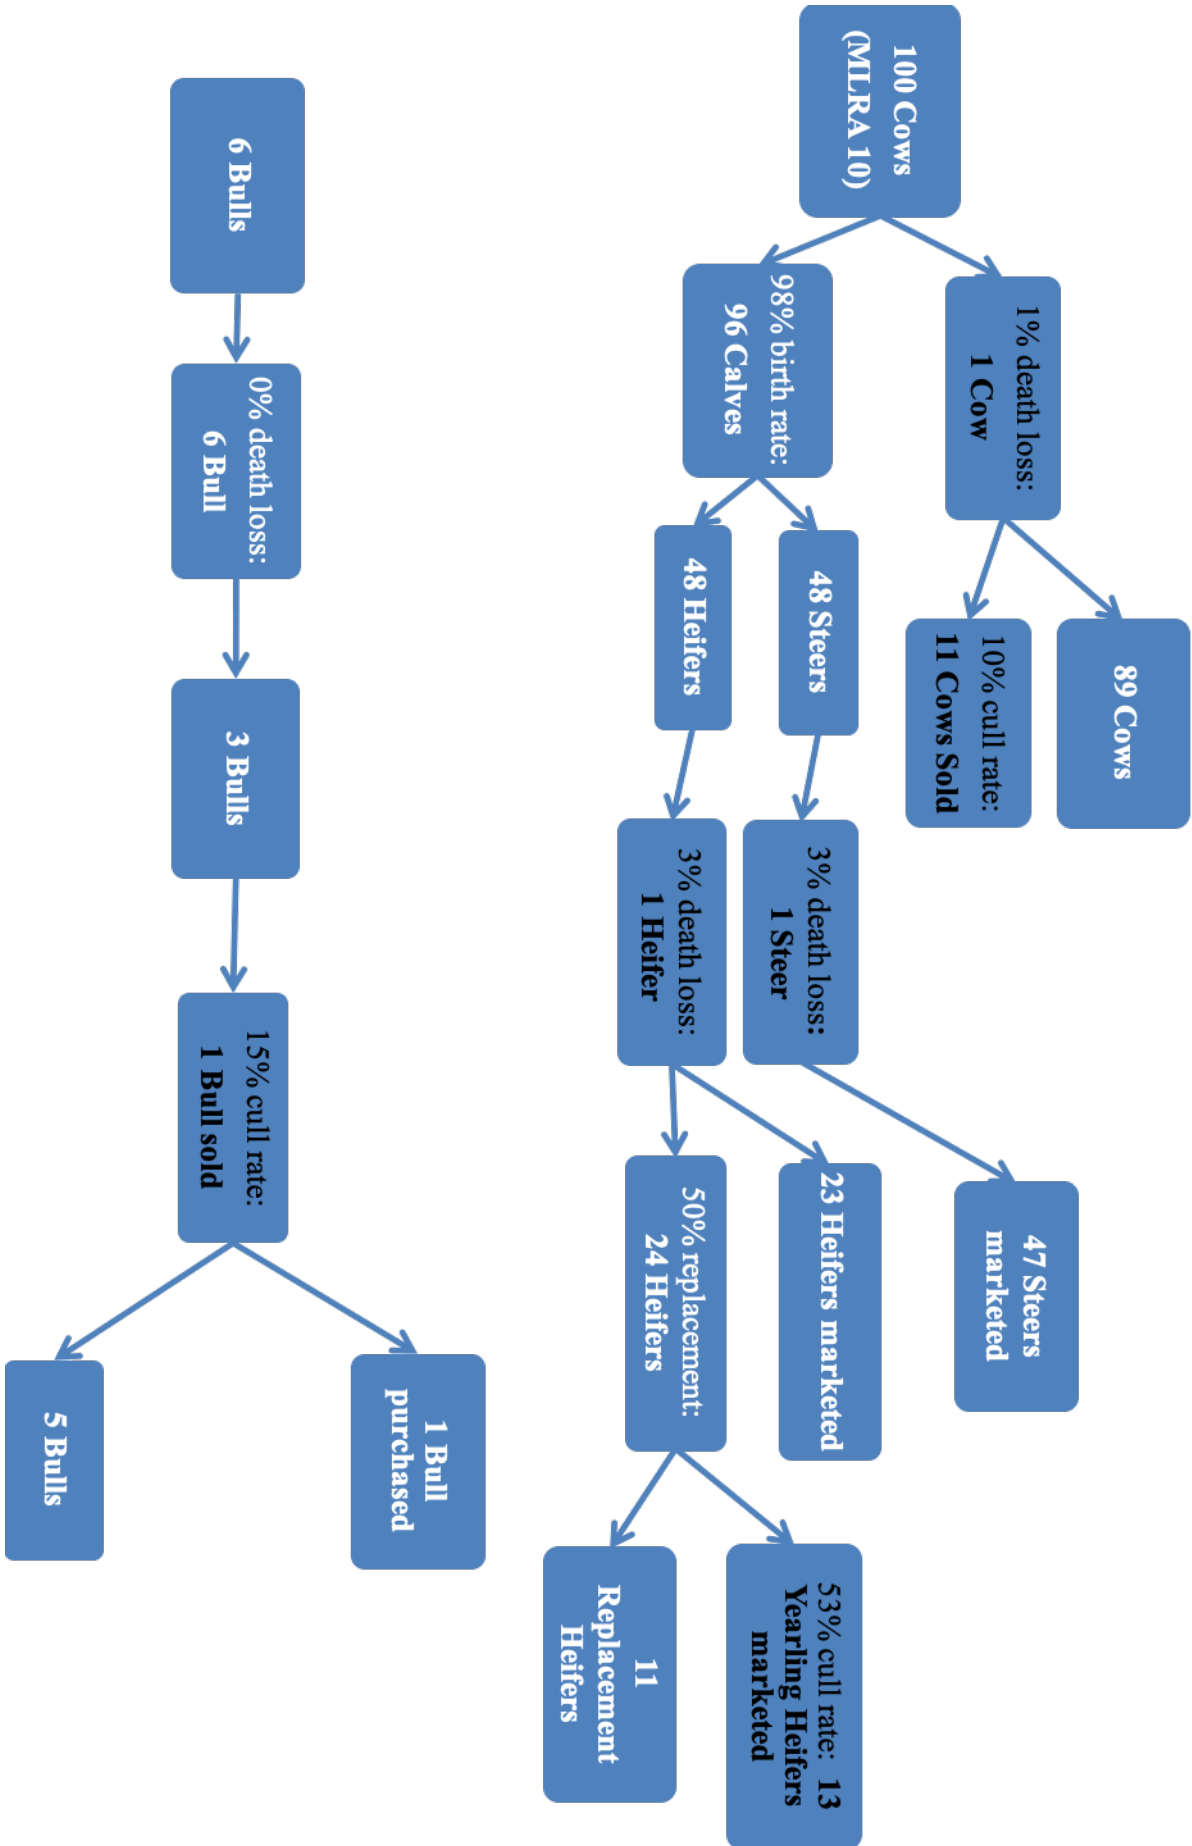 100 Cows
(MLRA 10)
1% death loss:
1 Cow
89 Cows
10% cull rate:
11 Cows Sold
98% birth rate:
96 Calves
48 Steers
3% death loss:
1 Steer
47 Steers
marketed
48 Heifers
3% death loss:
1 Heifer
23 Heifers marketed
50% replacement:
24 Heifers
53% cull rate: 13
Yearling Heifers
marketed
11
Replacement
Heifers
6 Bulls
0% death loss:
6 Bull
3 Bulls
15% cull rate:
1 Bull sold
1 Bull
purchased
5 Bulls